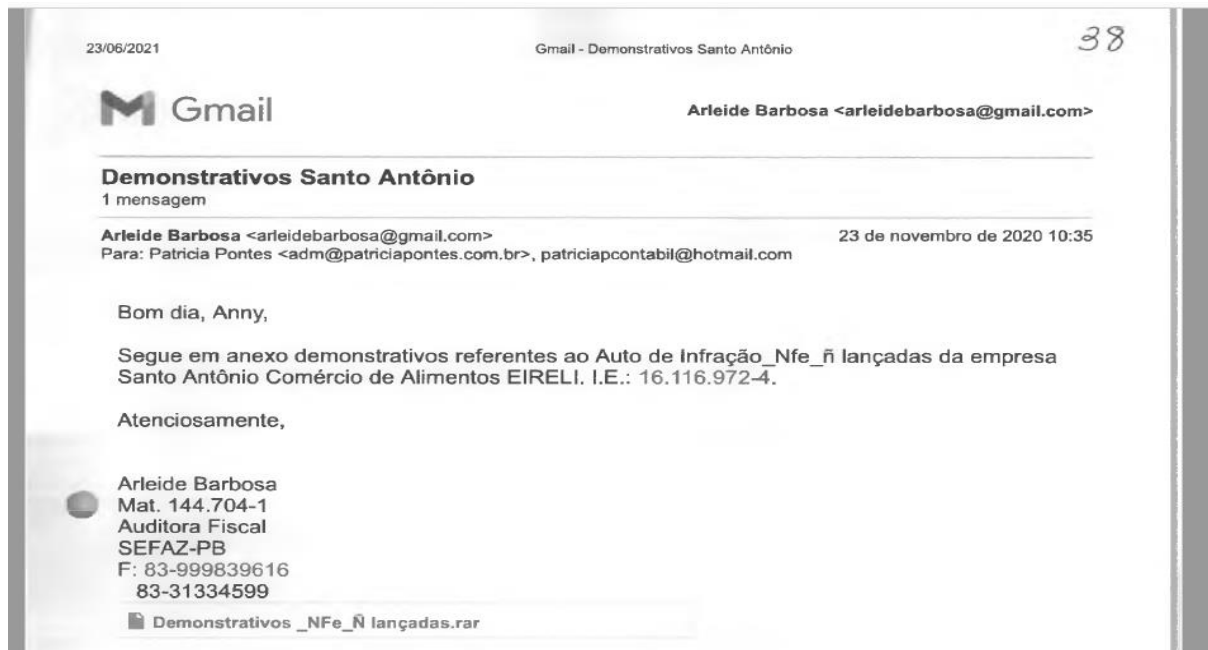 23/06/2021 Gmail - Demonstrativos Santo Antônio 38
Gmail Arleide Barbosa <arleidebarbosa@gmail.com>
Demonstrativos Santo Antônio
1 mensagem
Arleide Barbosa <arleidebarbosa@gmail.com> 23 de novembro de 2020 10:35
Para: Patricia Pontes <adm@patriciapontes.com.br>, patriciapcontabil@hotmail.com
Bom dia, Anny,
Segue em anexo demonstrativos referentes ao Auto de Infração_Nfe_ñ lançadas da empresa
Santo Antônio Comércio de Alimentos EIRELI. I.E.: 16.116.972-4.
Atenciosamente,
Arleide Barbosa
Mat. 144.704-1
Auditora Fiscal
SEFAZ-PB
F: 83-999839616
83-31334599
Demonstrativos _NFe_Ñ lançadas.rar